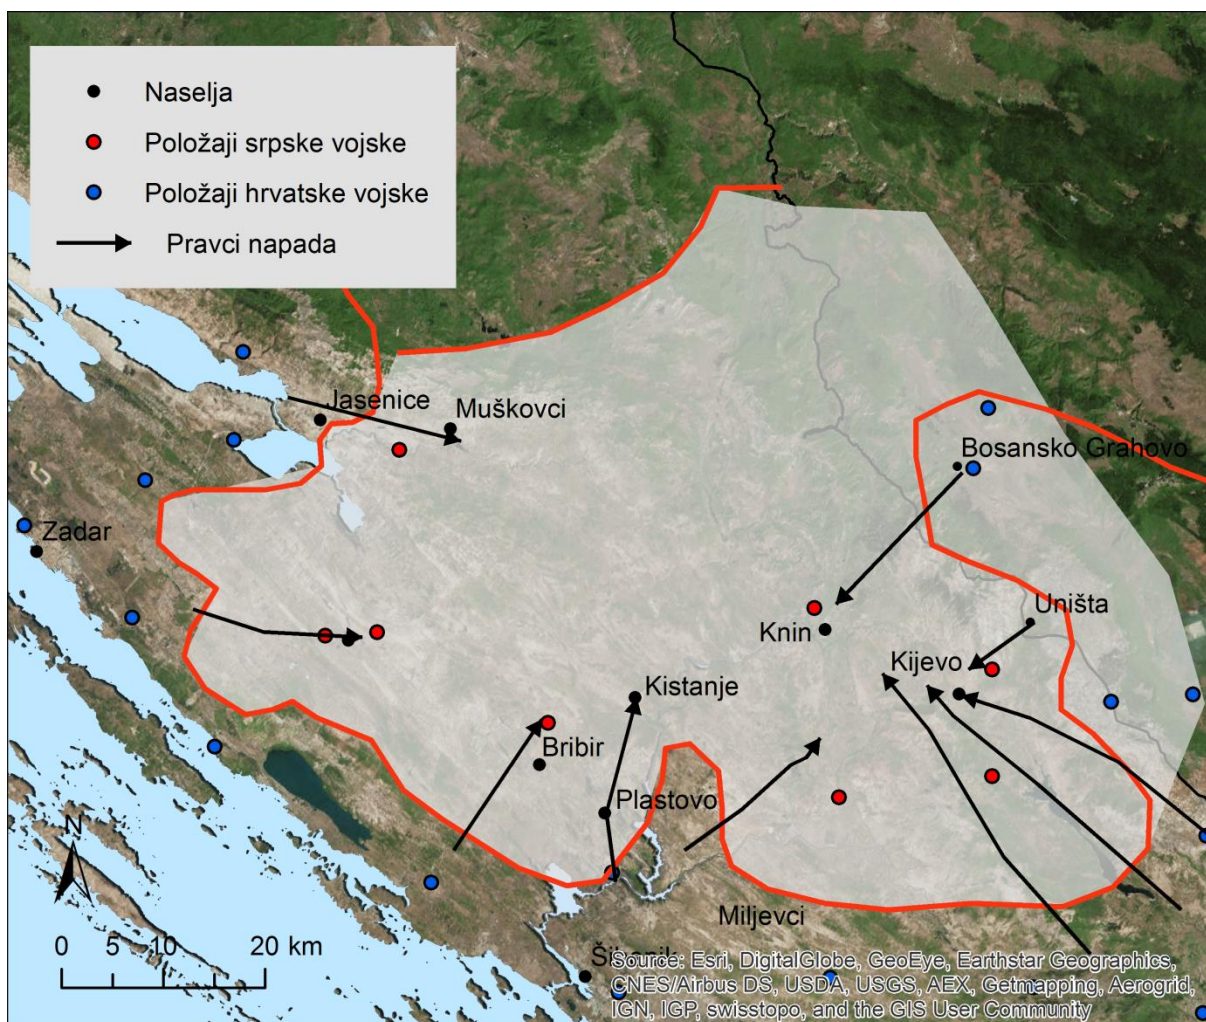 Naselja
Položaji srpske vojske
Položaji hrvatske vojske
Pravci napada
Jasenice
Muškovci
Bosansko Grahovo
Zadar
Uništa
Knin
Kijevo
Kistanje
Bribir
Plastovo
N
Miljevci
0 5 10 20 km
Šibenik
Source: Esri, DigitalGlobe, GeoEye, Earthstar Geographics,
CNES/Airbus DS, USDA, USGS, AEX, Getmapping, Aerogrid,
IGN, IGP, swisstopo, and the GIS User Community